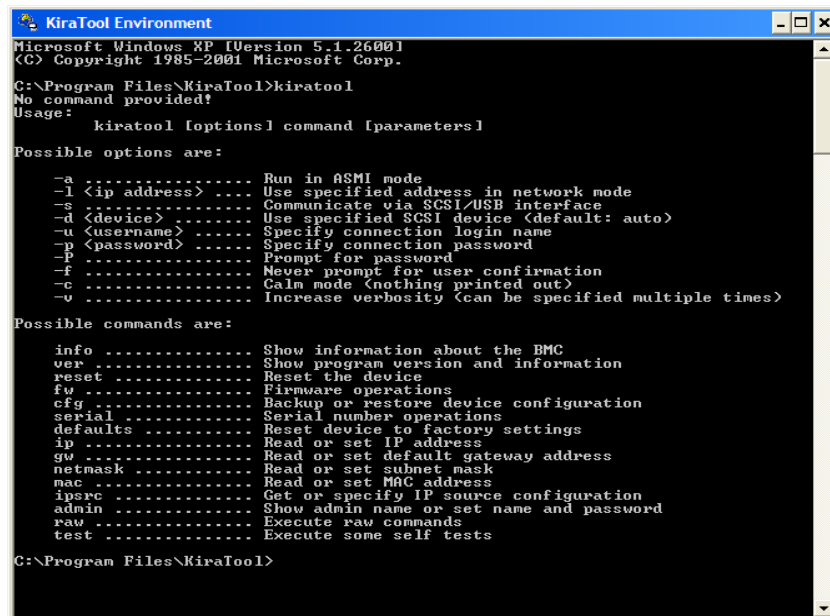 KiraTool Environment
Microsoft Windows XP [Version 5.1.2600]
(C) Copyright 1985-2001 Microsoft Corp.
C:\Program Files\KiraTool>kiratool
No command provided!
Usage:
kiratool [options] command [parameters]
Possible options are:
-a ................. Run in ASMI mode
-l <ip address> .... Use specified address in network mode
-s ................. Communicate via SCSI/USB interface
-d <device> ........ Use specified SCSI device (default: auto)
-u <username> ...... Specify connection login name
-p <password> ...... Specify connection password
-P ................. Prompt for password
-f ................. Never prompt for user confirmation
-c ................. Calm mode (nothing printed out)
-v ................. Increase verbosity (can be specified multiple times)
Possible commands are:
info ............... Show information about the BMC
ver ................ Show program version and information
reset .............. Reset the device
fw ................. Firmware operations
cfg ................ Backup or restore device configuration
serial ............. Serial number operations
defaults ........... Reset device to factory settings
ip ................. Read or set IP address
gw ................. Read or set default gateway address
netmask ............ Read or set subnet mask
mac ................ Read or set MAC address
ipsrc .............. Get or specify IP source configuration
admin .............. Show admin name or set name and password
raw ................ Execute raw commands
test ............... Execute some self tests
C:\Program Files\KiraTool>